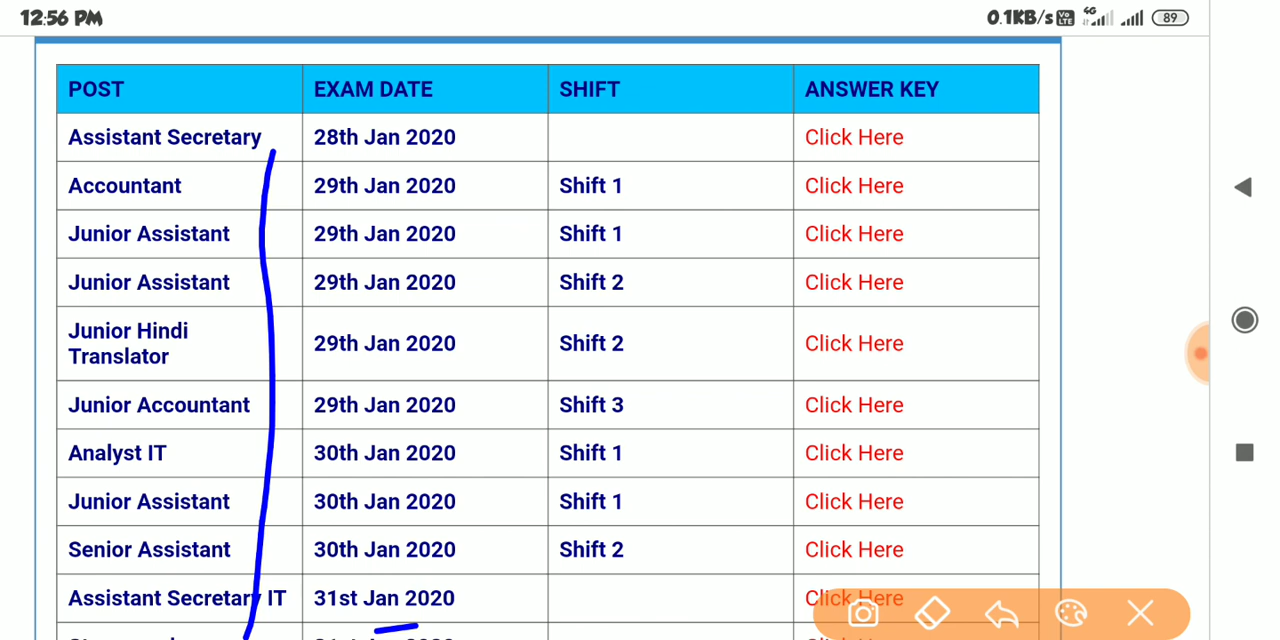 12:56 PM 0.1KB/s Vo LTE 4G 89
POST EXAM DATE SHIFT ANSWER KEY
Assistant Secretary 28th Jan 2020 Click Here
Accountant 29th Jan 2020 Shift 1 Click Here
Junior Assistant 29th Jan 2020 Shift 1 Click Here
Junior Assistant 29th Jan 2020 Shift 2 Click Here
Junior Hindi
Translator 29th Jan 2020 Shift 2 Click Here
Junior Accountant 29th Jan 2020 Shift 3 Click Here
Analyst IT 30th Jan 2020 Shift 1 Click Here
Junior Assistant 30th Jan 2020 Shift 1 Click Here
Senior Assistant 30th Jan 2020 Shift 2 Click Here
Assistant Secretary IT 31st Jan 2020 Click Here